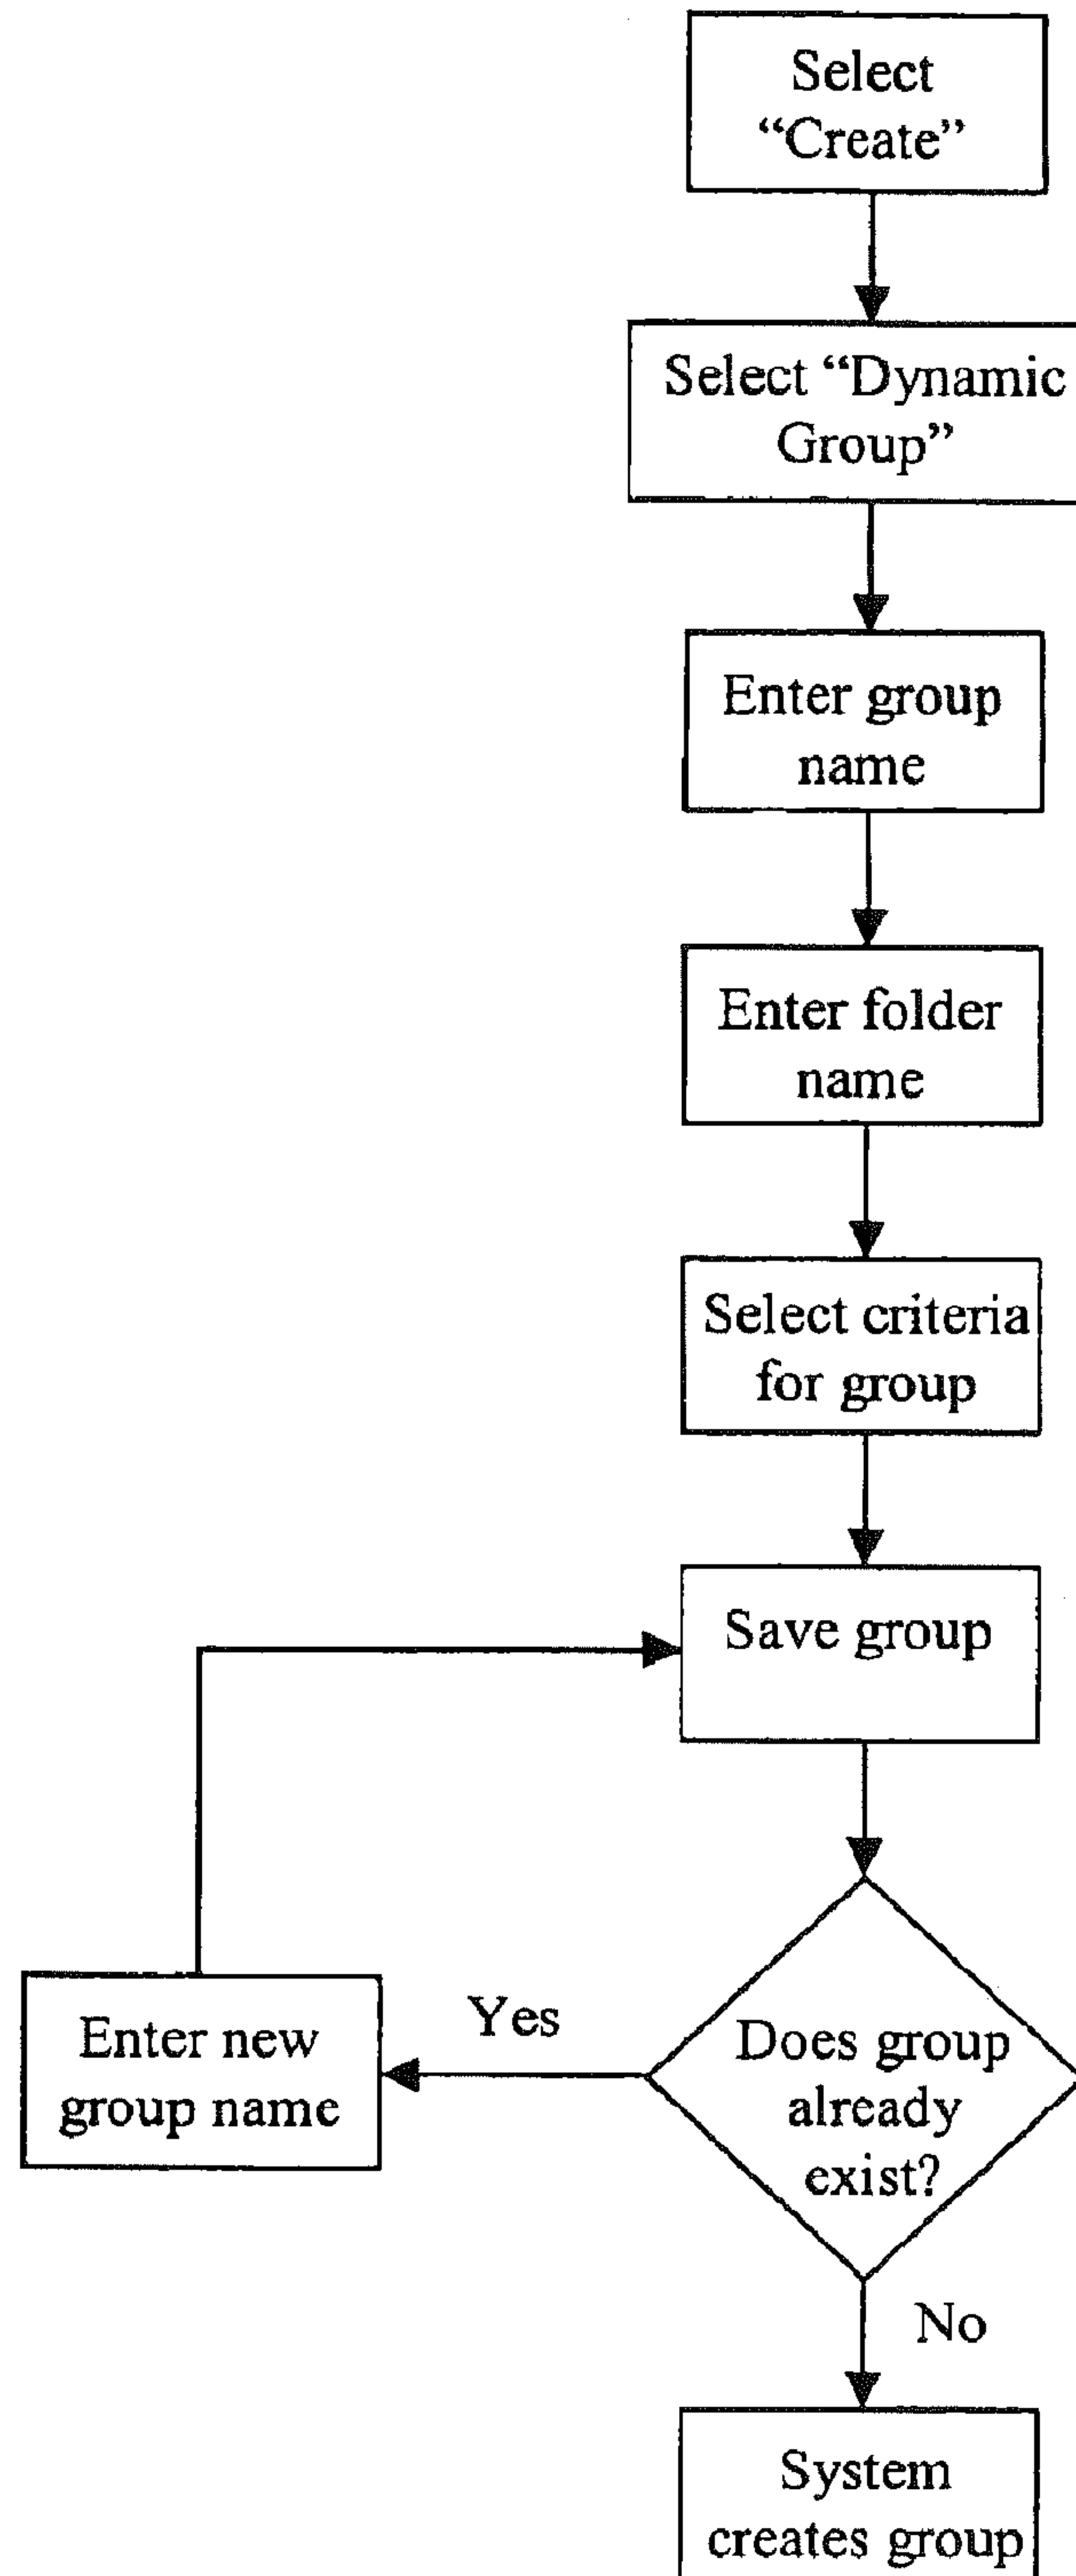 Select
“Create”
Select “Dynamic
Group”
Enter group
name
Enter folder
name
Select criteria
for group
Save group
Does group
already
exist?
Yes
Enter new
group name
No
System
creates group